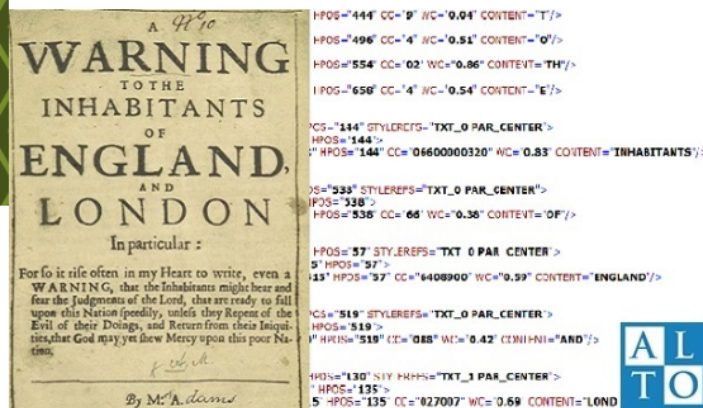 A
WARNING
TO THE
INHABITANTS
OF
ENGLAND,
AND
LONDON
In particular :
For so it rise often in my Heart to write, even a
WARNING, that the Inhabitants might hear and
fear the Judgments of the Lord, that are ready to fall
upon this Nation speedily, unless they Repent of the
Evil of their Doings, and Return from their Iniqui-
ties, that God may yet shew Mercy upon this poor Na-
tion.
By M. A. dams
HPOS="444" CC="9" WC="0.04" CONTENT="T"/>
HPOS="496" CC="4" WC="0.51" CONTENT="O"/>
HPOS="554" CC="02" WC="0.86" CONTENT="TH"/>
HPOS="658" CC="4" WC="0.54" CONTENT="E"/>
POS="144" STYLEREFS="TXT_0 PAR_CENTER">
HPOS="144">
" HPOS="144" CC="06600000320" WC="0.83" CONTENT="INHABITANTS"/>
OS="538" STYLEREFS="TXT_0 PAR_CENTER">
HPOS="538">
HPOS="538" CC="66" WC="0.38" CONTENT="OF"/>
HPOS="57" STYLEREFS="TXT_0 PAR_CENTER">
5" HPOS="57">
515" HPOS="57" CC="6408900" WC="0.59" CONTENT="ENGLAND"/>
OS="519" STYLEREFS="TXT_0 PAR_CENTER">
HPOS="519">
HPOS="519" CC="088" WC="0.42" CONTENT="AND"/>
HPOS="130" STYLEREFS="TXT_1 PAR_CENTER">
" HPOS="135">
5" HPOS="135" CC="027007" WC="0.69" CONTENT="LOND
A L
T O